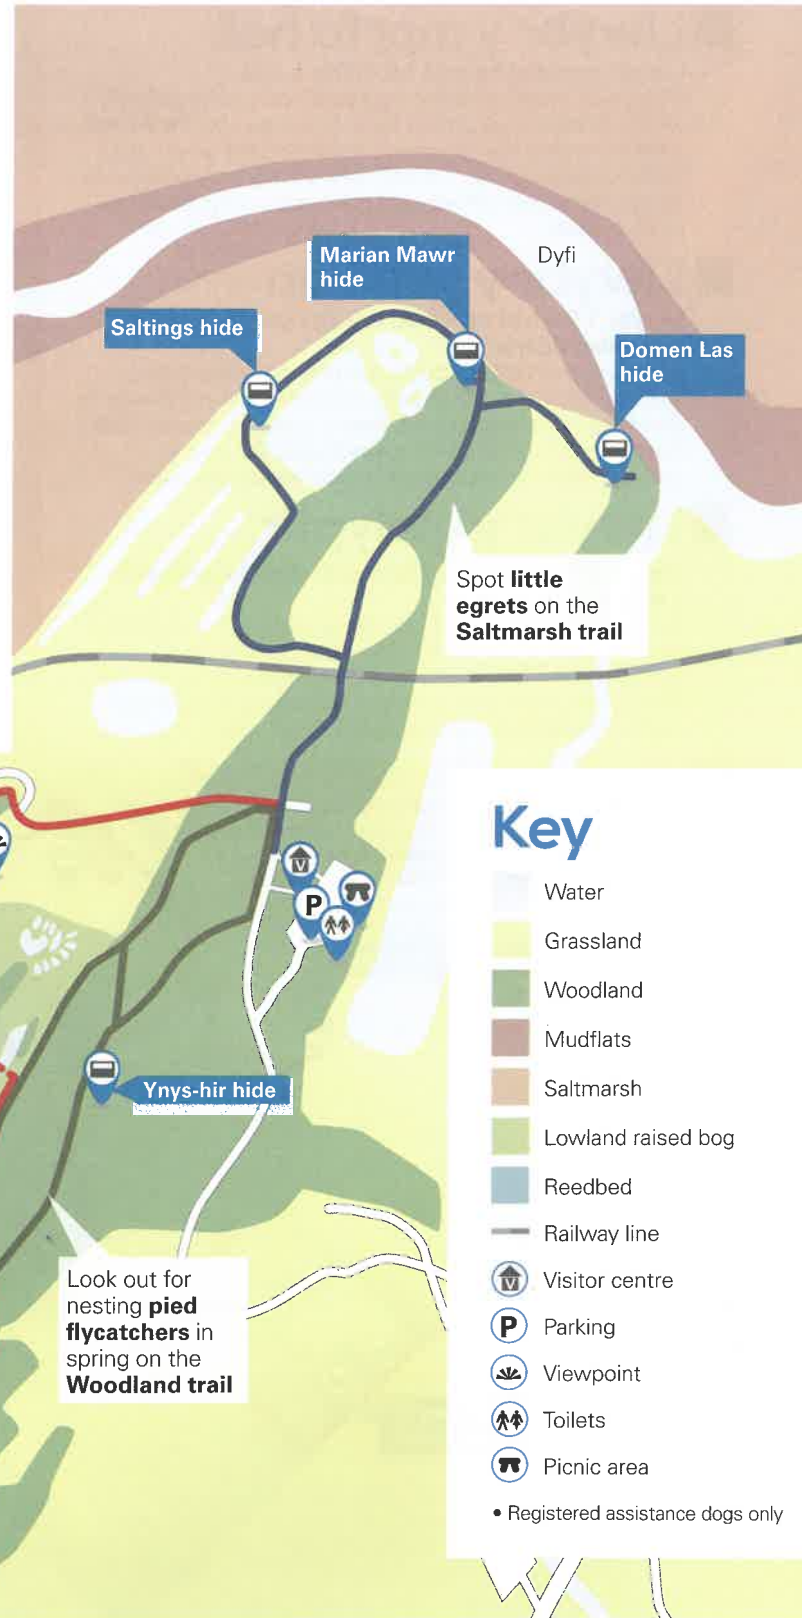 Dyfi
Marian Mawr
hide
Saltings hide
Domen Las
hide
Spot little
egrets on the
Saltmarsh trail
V
P
Ynys-hir hide
Look out for
nesting pied
flycatchers in
spring on the
Woodland trail
Key
Water
Grassland
Woodland
Mudflats
Saltmarsh
Lowland raised bog
Reedbed
Railway line
V Visitor centre
P Parking
Viewpoint
Toilets
Picnic area
• Registered assistance dogs only